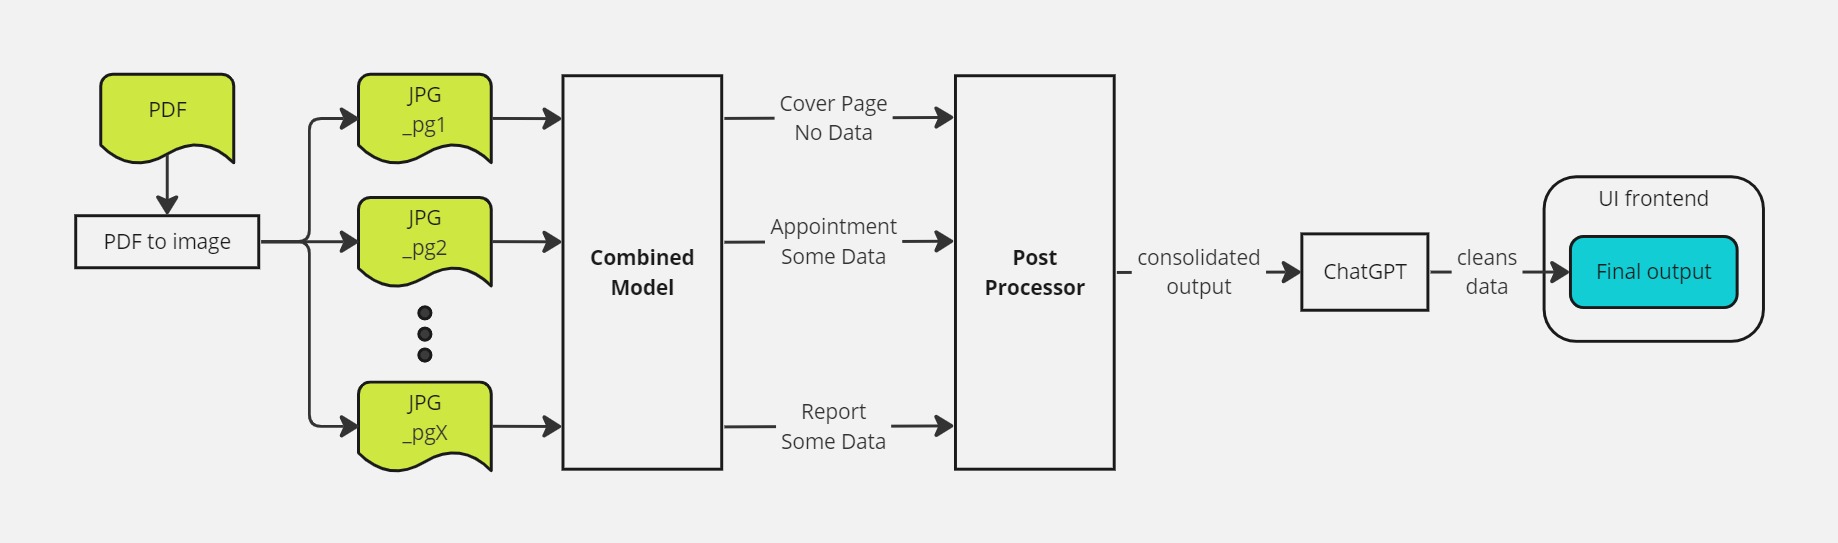 PDF
PDF to image
JPG
_pg1
JPG
_pg2
JPG
_pgX
Combined
Model
Cover Page
No Data
Appointment
Some Data
Report
Some Data
Post
Processor
consolidated
output
ChatGPT
cleans
data
UI frontend
Final output